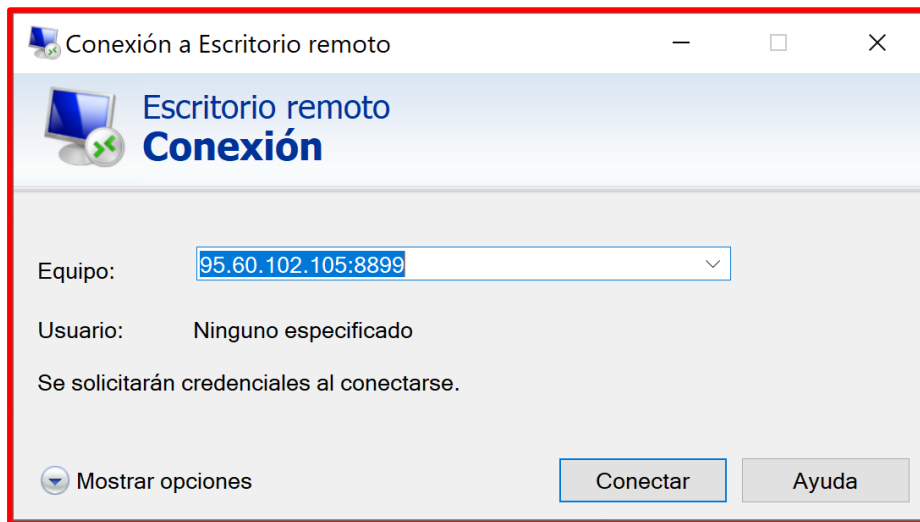 Conexión a Escritorio remoto
Escritorio remoto
Conexión
Equipo: 95.60.102.105:8899
Usuario: Ninguno especificado
Se solicitarán credenciales al conectarse.
Mostrar opciones Conectar Ayuda